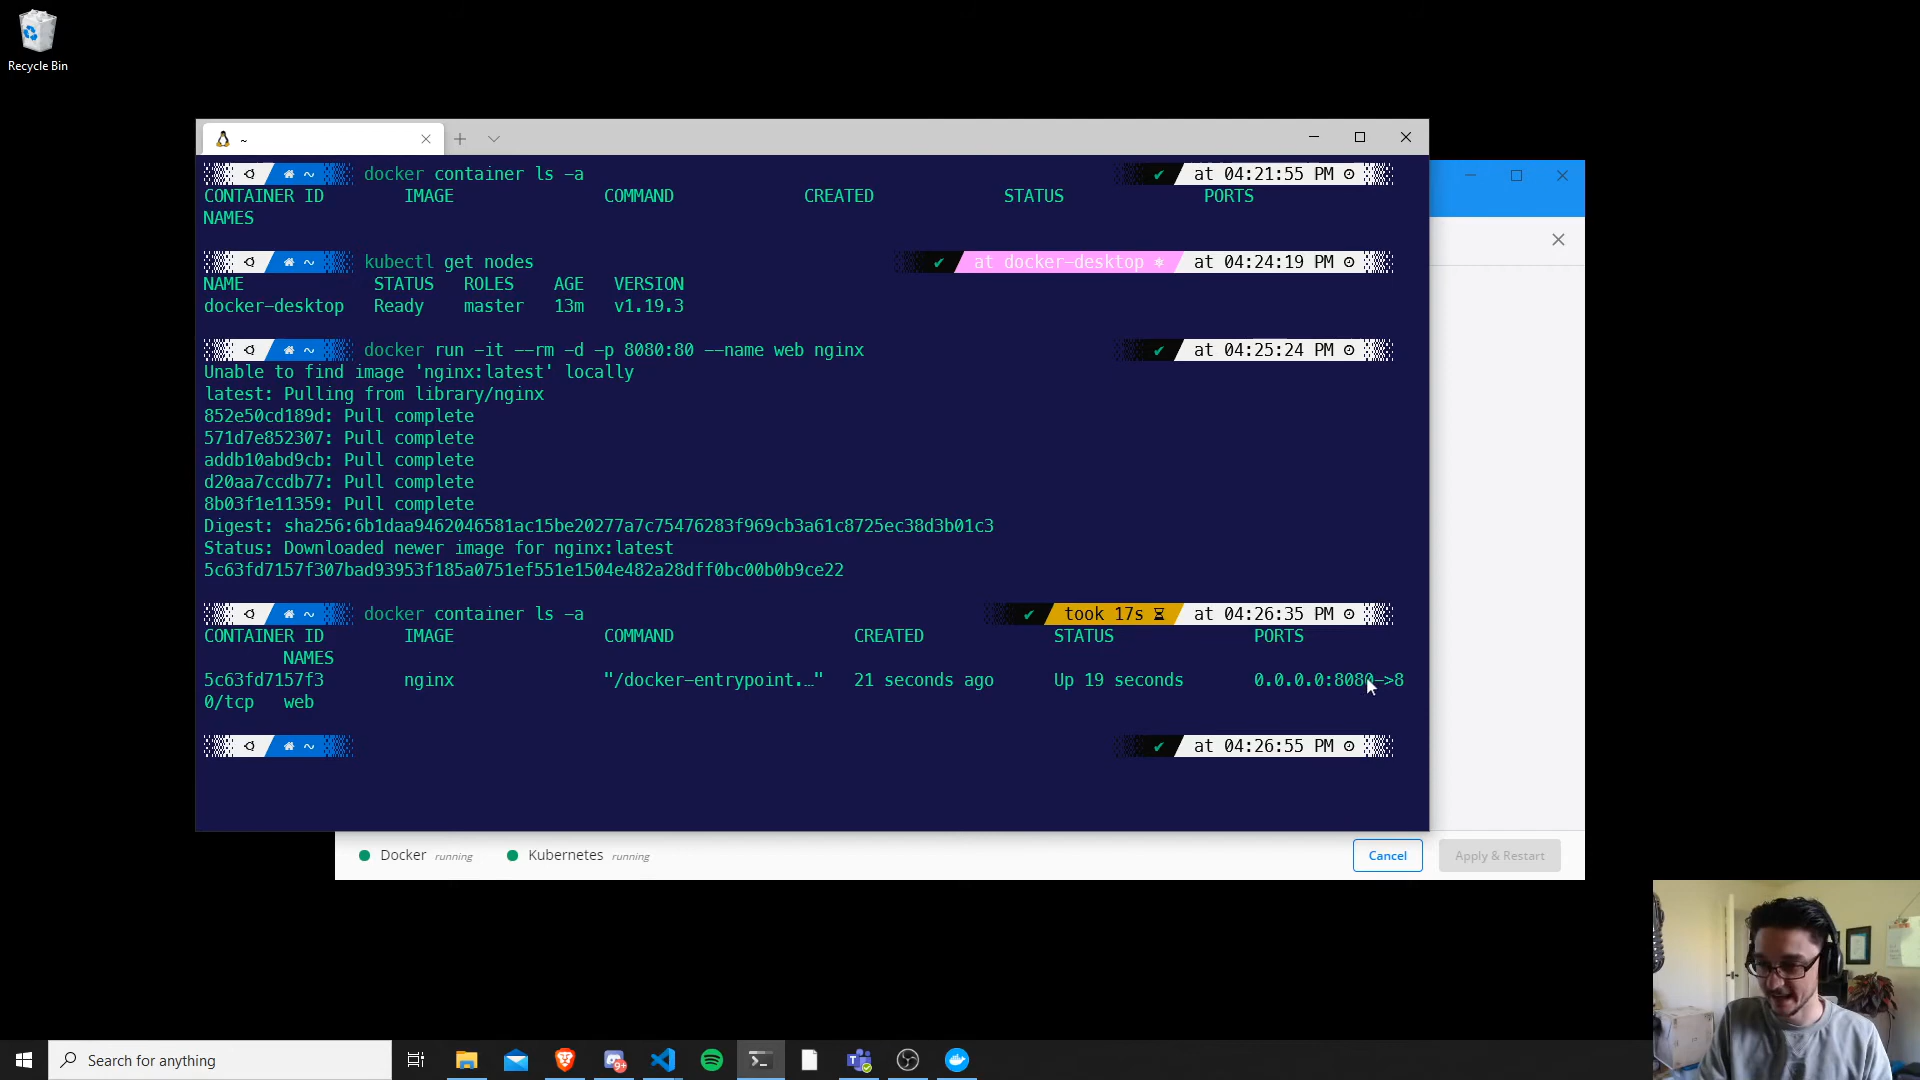 Recycle Bin
~
~ docker container ls -a ✔ at 04:21:55 PM
CONTAINER ID IMAGE COMMAND CREATED STATUS PORTS
NAMES
~ kubectl get nodes ✔ at docker-desktop ⎈ at 04:24:19 PM
NAME STATUS ROLES AGE VERSION
docker-desktop Ready master 13m v1.19.3
~ docker run -it --rm -d -p 8080:80 --name web nginx ✔ at 04:25:24 PM
Unable to find image 'nginx:latest' locally
latest: Pulling from library/nginx
852e50cd189d: Pull complete
571d7e852307: Pull complete
addb10abd9cb: Pull complete
d20aa7ccdb77: Pull complete
8b03f1e11359: Pull complete
Digest: sha256:6b1daa9462046581ac15be20277a7c75476283f969cb3a61c8725ec38d3b01c3
Status: Downloaded newer image for nginx:latest
5c63fd7157f307bad93953f185a0751ef551e1504e482a28dff0bc00b0b9ce22
~ docker container ls -a ✔ took 17s at 04:26:35 PM
CONTAINER ID IMAGE COMMAND CREATED STATUS PORTS
NAMES
5c63fd7157f3 nginx "/docker-entrypoint.…" 21 seconds ago Up 19 seconds 0.0.0.0:8080->8
0/tcp web
~ ✔ at 04:26:55 PM
Docker running Kubernetes running Cancel Apply & Restart
Search for anything 9+